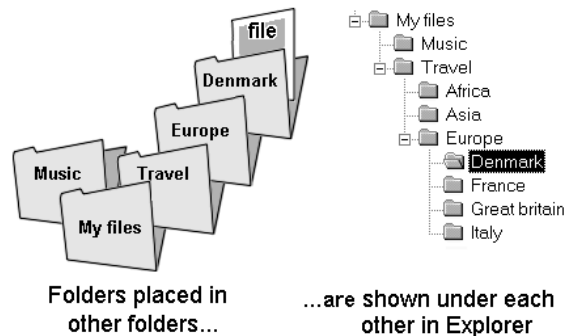 file
Denmark
Europe
Music
Travel
My files
Folders placed in
other folders...
My files
Music
Travel
Africa
Asia
Europe
Denmark
France
Great britain
Italy
...are shown under each
other in Explorer